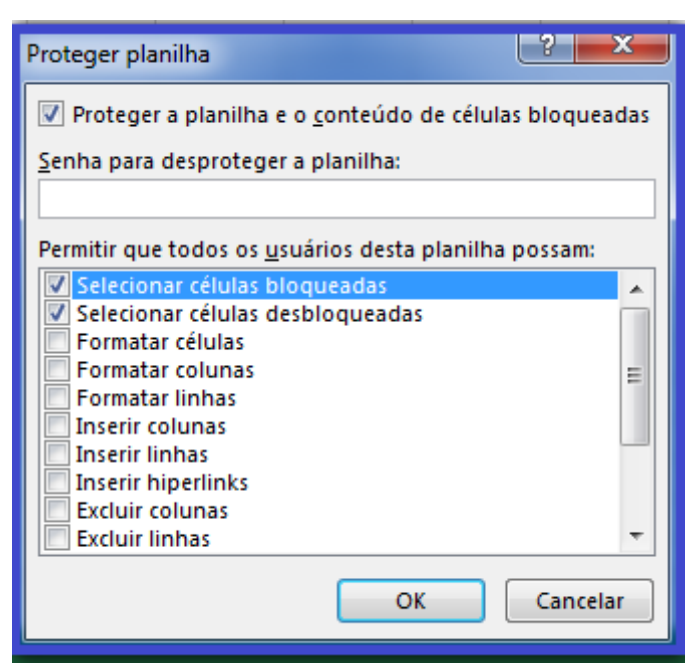 Proteger planilha
Proteger a planilha e o conteúdo de células bloqueadas
Senha para desproteger a planilha:
Permitir que todos os usuários desta planilha possam:
Selecionar células bloqueadas
Selecionar células desbloqueadas
Formatar células
Formatar colunas
Formatar linhas
Inserir colunas
Inserir linhas
Inserir hiperlinks
Excluir colunas
Excluir linhas
OK Cancelar